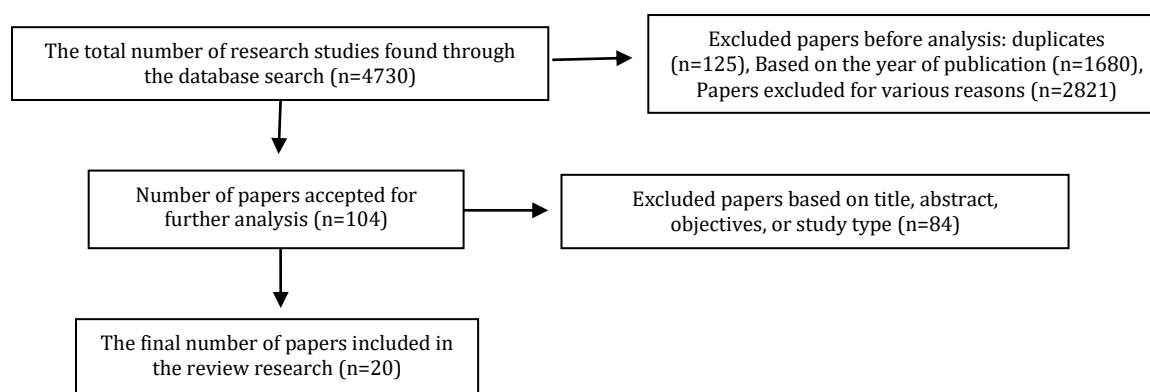 The total number of research studies found through
the database search (n=4730)
Excluded papers before analysis: duplicates
(n=125), Based on the year of publication (n=1680),
Papers excluded for various reasons (n=2821)
Number of papers accepted for
further analysis (n=104)
Excluded papers based on title, abstract,
objectives, or study type (n=84)
The final number of papers included in
the review research (n=20)